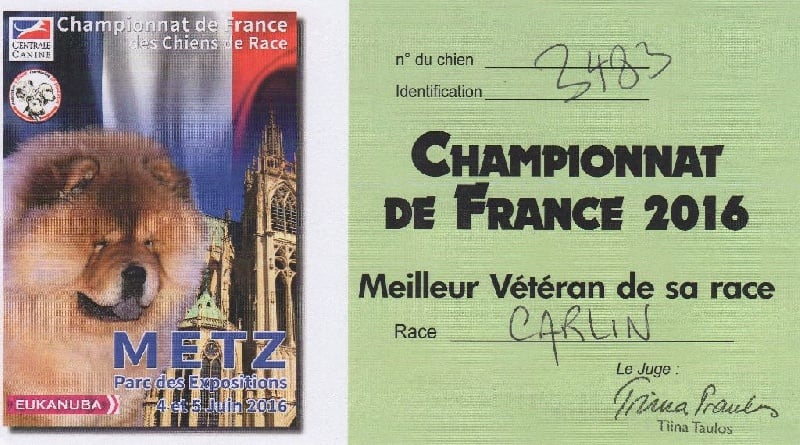 Championnat de France
des Chiens de Race
CENTRALE
CANINE
METZ
Parc des Expositions
4 et 5 Juin 2016
EUKANUBA
n° du chien 3483
Identification
CHAMPIONNAT
DE FRANCE 2016
Meilleur Vétéran de sa race
Race CARLIN
Le Juge :
Tiina Taulos
Tiina Taulos